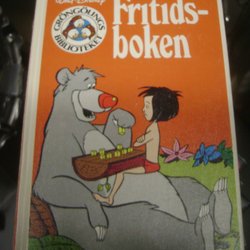 Walt Disney
GRÖNGÖLINGS
BIBLIOTEKET
Fritids-
boken